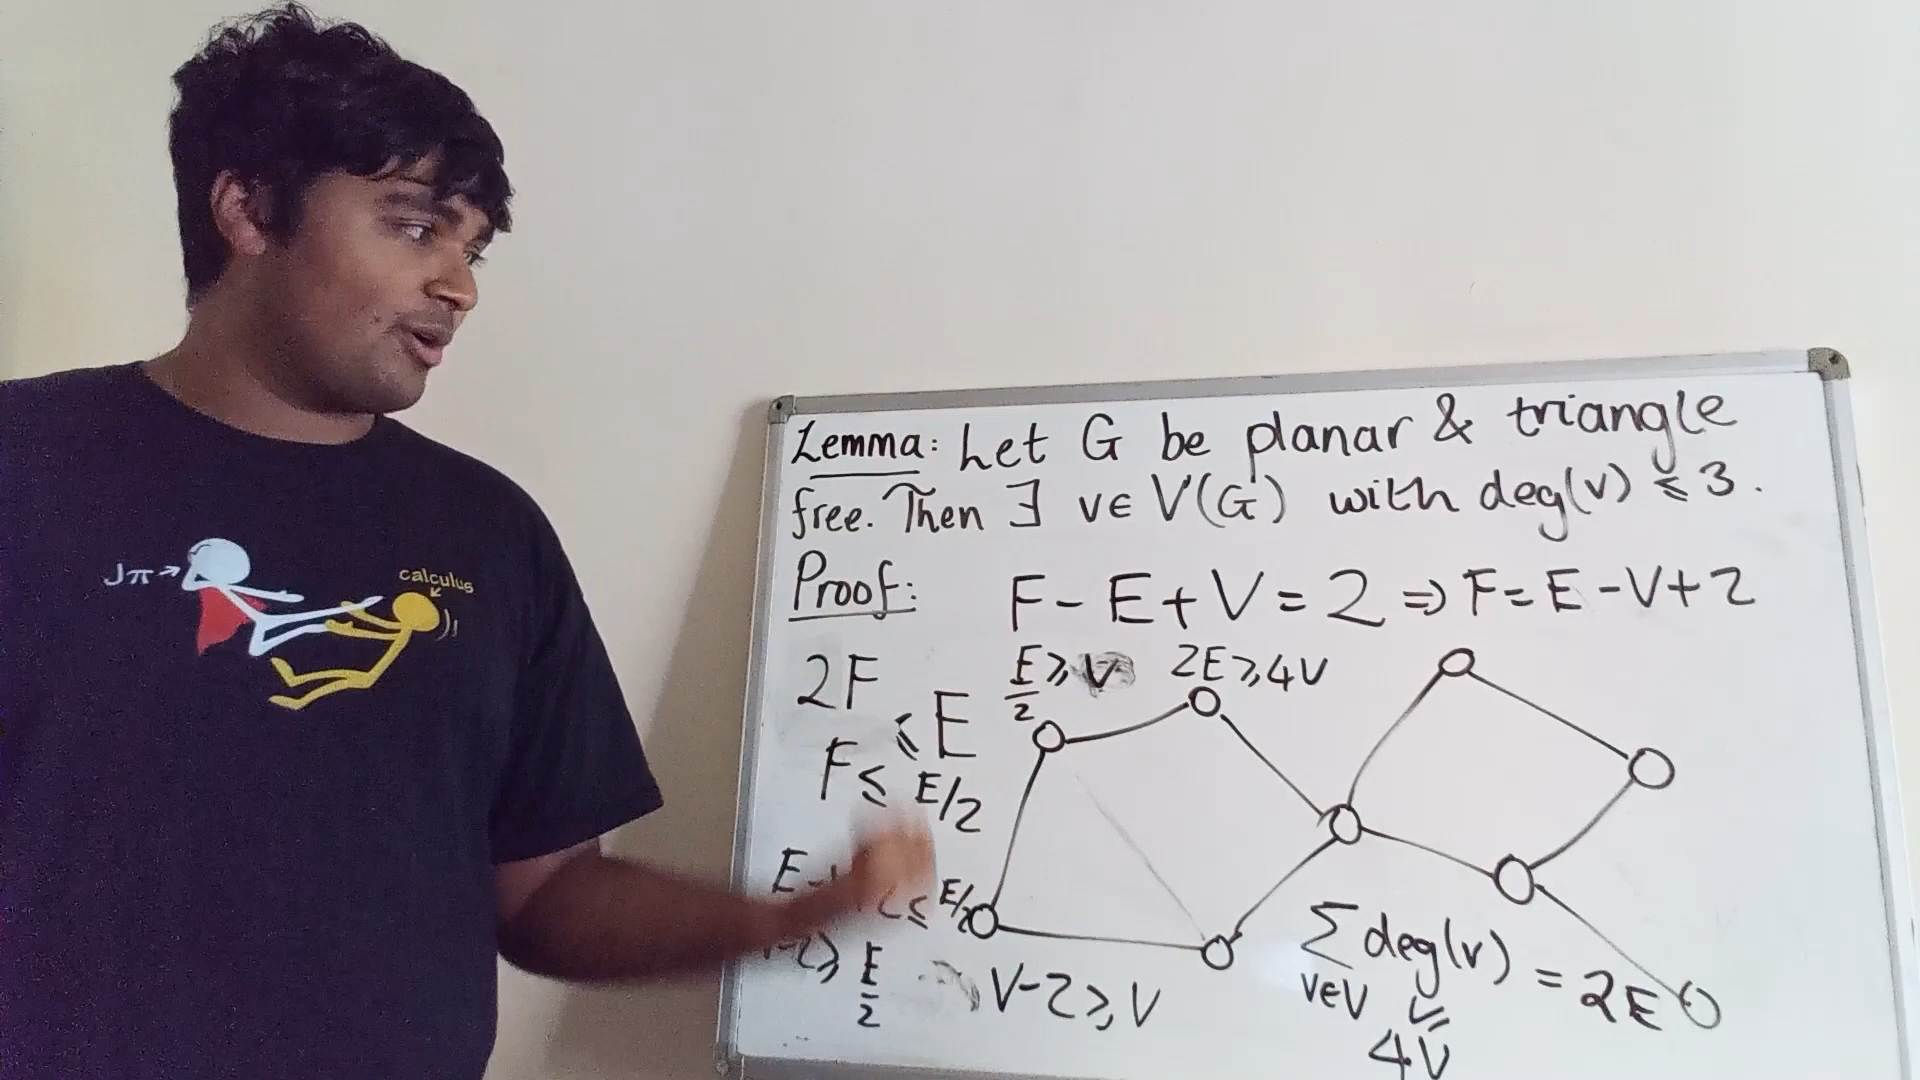 Jπ→
calculus
Lemma: Let G be planar & triangle
free. Then ∃ v∈V(G) with deg(v) ⩽ 3.
Proof: F - E + V = 2 ⇒ F = E - V + 2
2F ⩽ E
F ⩽ E/2
E/2 ⩾ V
2E ⩾ 4V
⩽ E/2
⩾ E/2
V - 2 ⩾ V
∑ deg(v) = 2E
v∈V
4V